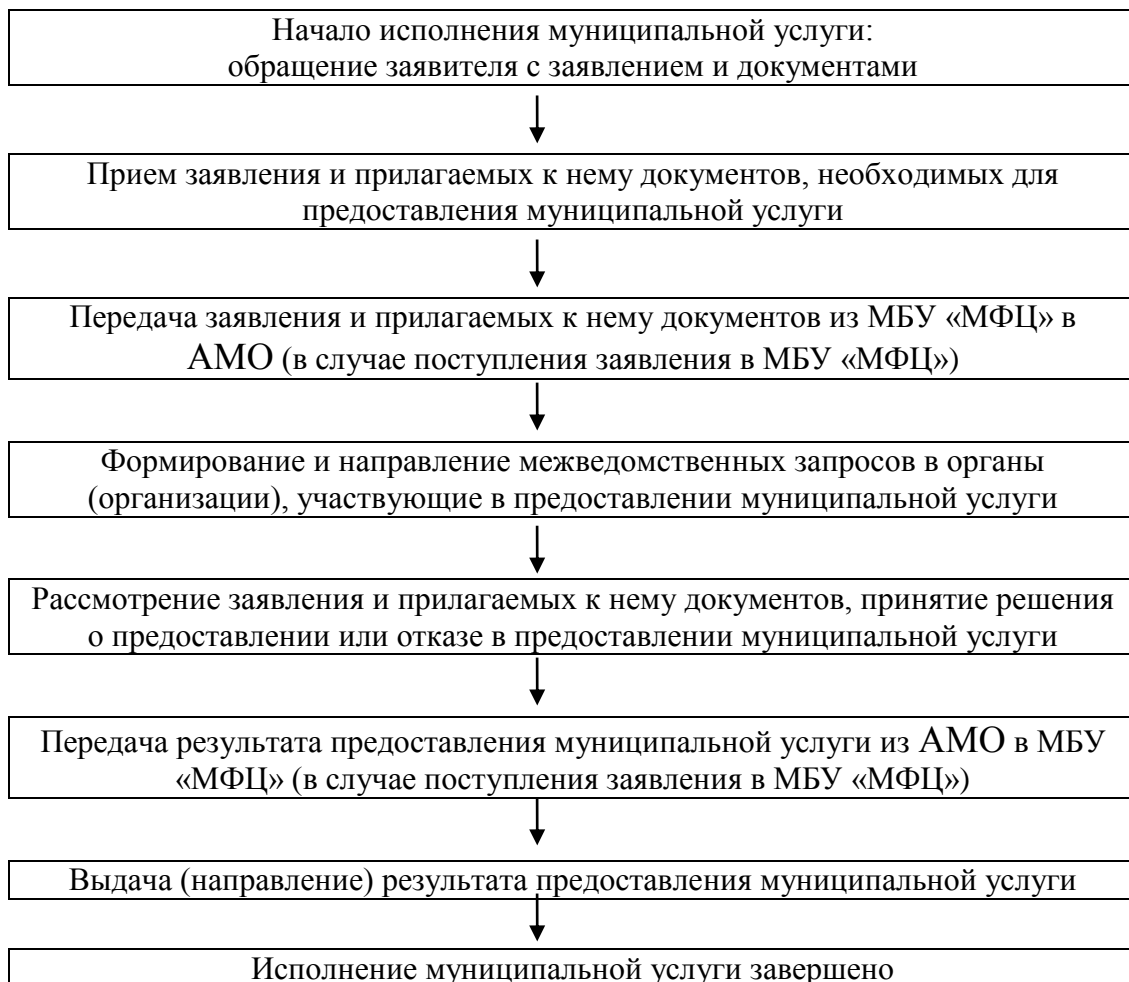 Начало исполнения муниципальной услуги:
обращение заявителя с заявлением и документами
Прием заявления и прилагаемых к нему документов, необходимых для
предоставления муниципальной услуги
Передача заявления и прилагаемых к нему документов из МБУ «МФЦ» в
АМО (в случае поступления заявления в МБУ «МФЦ»)
Формирование и направление межведомственных запросов в органы
(организации), участвующие в предоставлении муниципальной услуги
Рассмотрение заявления и прилагаемых к нему документов, принятие решения
о предоставлении или отказе в предоставлении муниципальной услуги
Передача результата предоставления муниципальной услуги из АМО в МБУ
«МФЦ» (в случае поступления заявления в МБУ «МФЦ»)
Выдача (направление) результата предоставления муниципальной услуги
Исполнение муниципальной услуги завершено